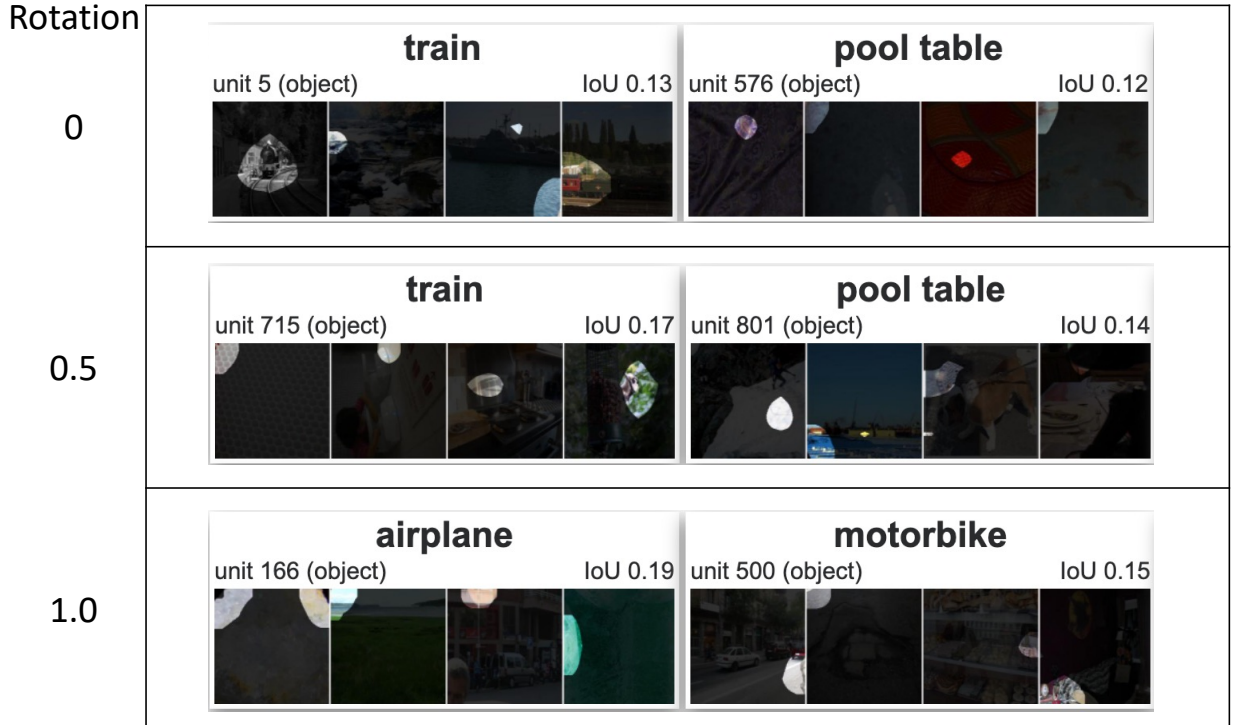 Rotation
train pool table
unit 5 (object) IoU 0.13 unit 576 (object) IoU 0.12
0
train pool table
unit 715 (object) IoU 0.17 unit 801 (object) IoU 0.14
0.5
airplane motorbike
unit 166 (object) IoU 0.19 unit 500 (object) IoU 0.15
1.0